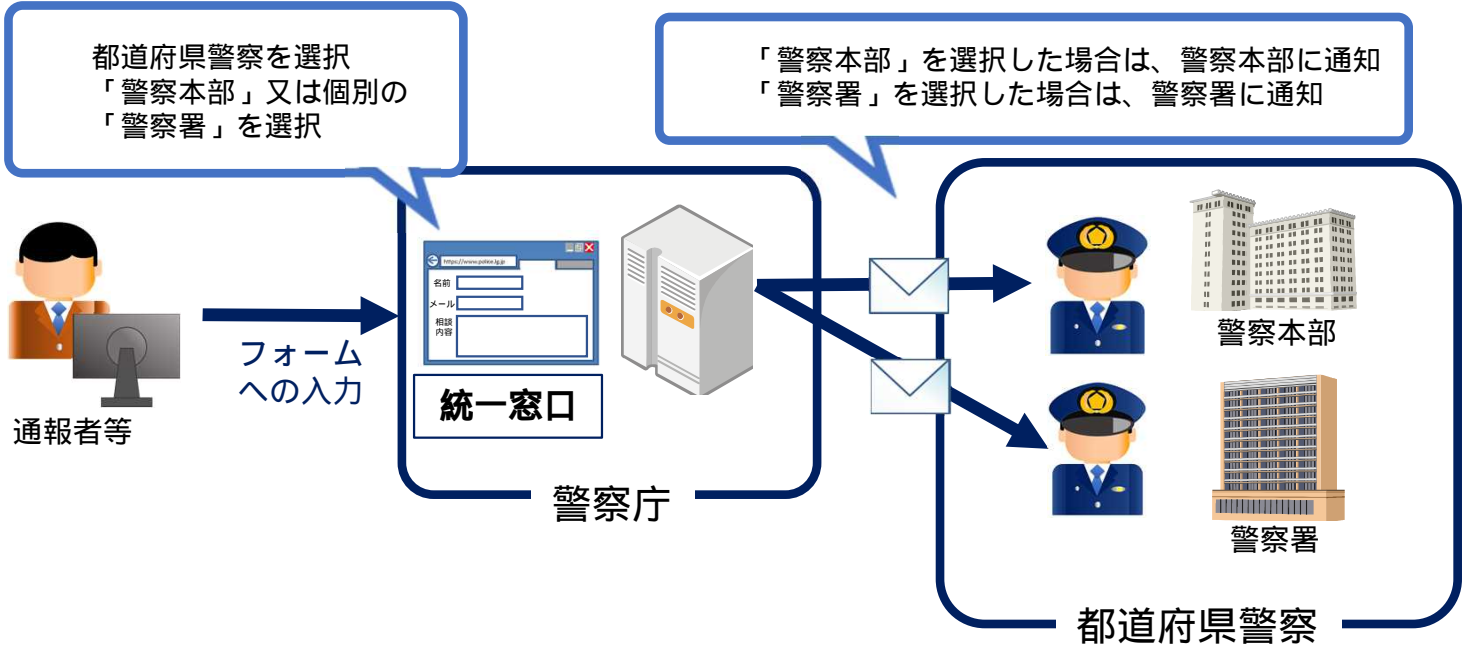 都道府県警察を選択
「警察本部」又は個別の
「警察署」を選択
「警察本部」を選択した場合は、警察本部に通知
「警察署」を選択した場合は、警察署に通知
https://www.police.lg.jp
名前
メール
相談
内容
フォーム
への入力
統一窓口
通報者等
警察庁
警察本部
警察署
都道府県警察